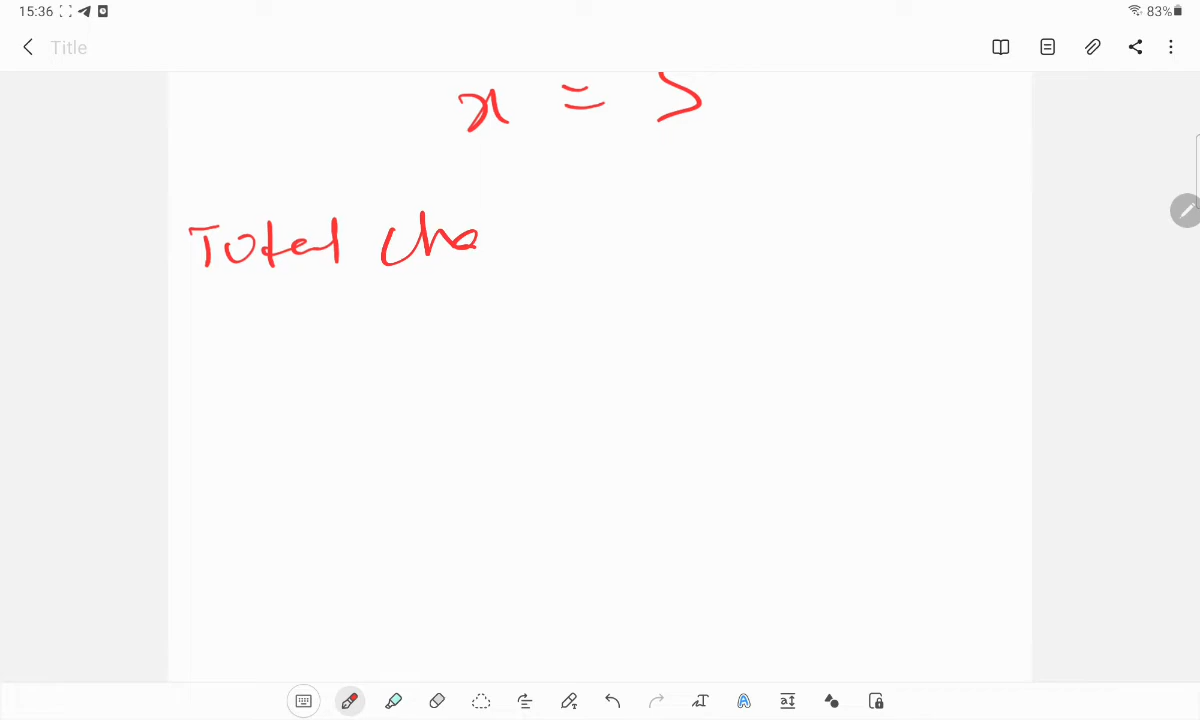 15:36 83%
Title
x =
Total cha